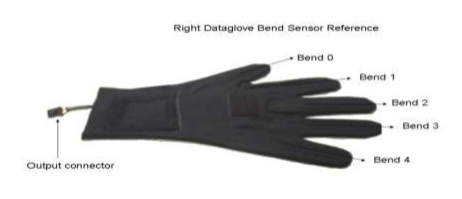 Right Dataglove Bend Sensor Reference
Bend 0
Bend 1
Bend 2
Bend 3
Bend 4
Output connector